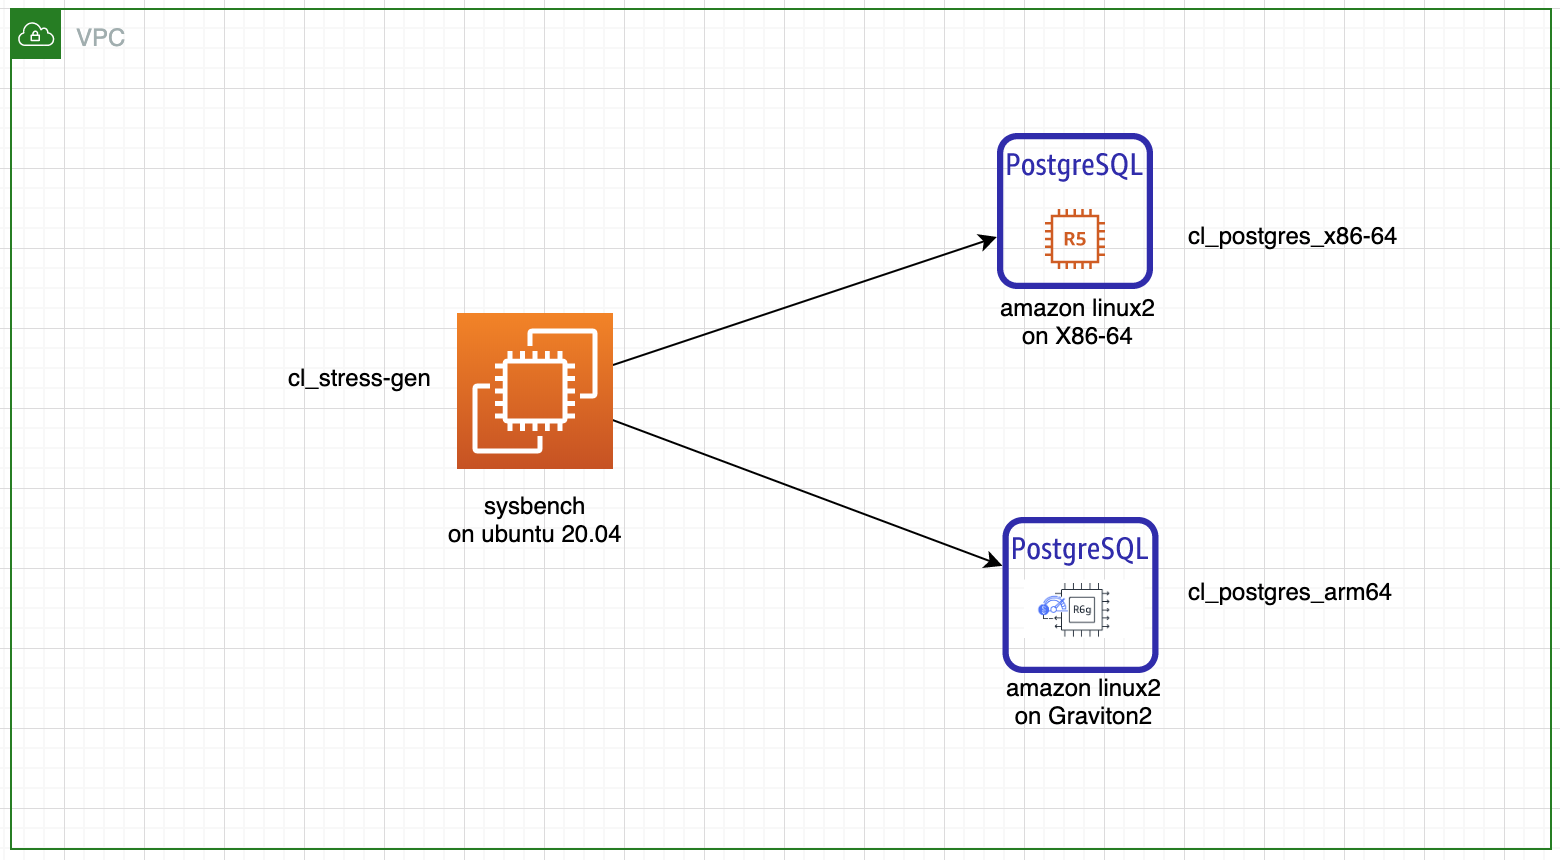 VPC
PostgreSQL
R5
cl_postgres_x86-64
amazon linux2
on X86-64
cl_stress-gen
sysbench
on ubuntu 20.04
PostgreSQL
R6g
cl_postgres_arm64
amazon linux2
on Graviton2